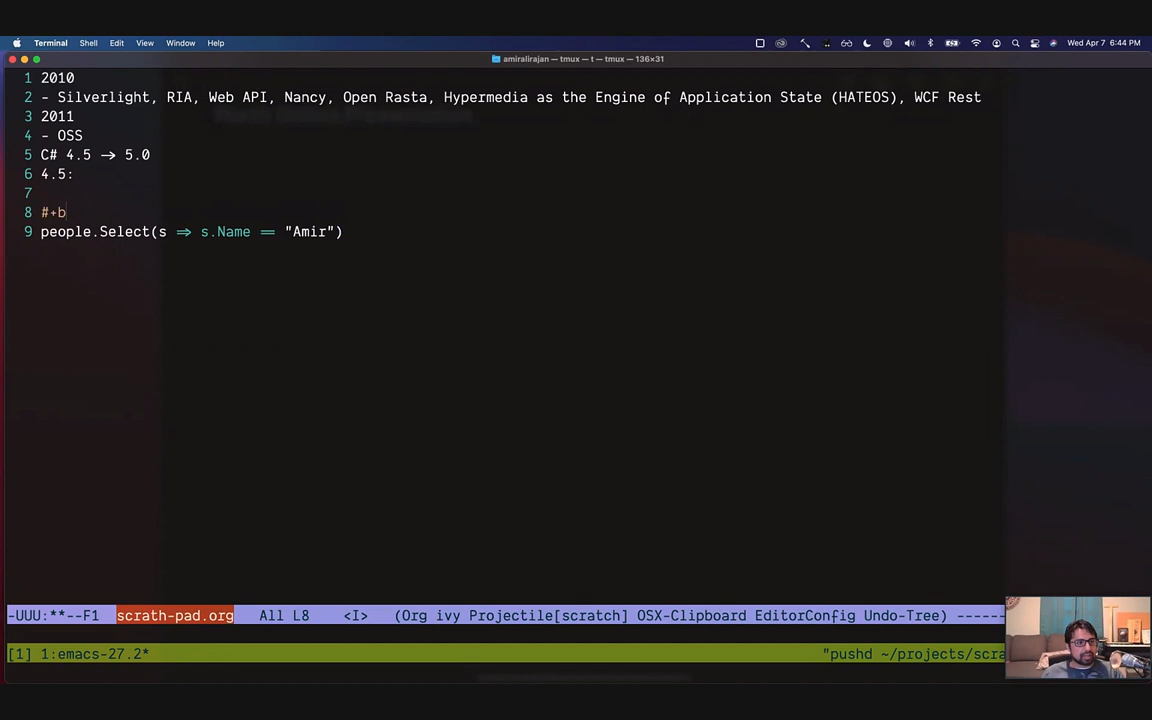 Terminal Shell Edit View Window Help Wed Apr 7 6:44 PM
amiralirajan — tmux — t — tmux — 136×31
1 2010
2 - Silverlight, RIA, Web API, Nancy, Open Rasta, Hypermedia as the Engine of Application State (HATEOS), WCF Rest
3 2011
4 - OSS
5 C# 4.5 -> 5.0
6 4.5:
7
8 #+b
9 people.Select(s => s.Name == "Amir")
-UUU:**--F1 scrath-pad.org All L8 <I> (Org ivy Projectile[scratch] OSX-Clipboard EditorConfig Undo-Tree) ------
[1] 1:emacs-27.2* "pushd ~/projects/scra